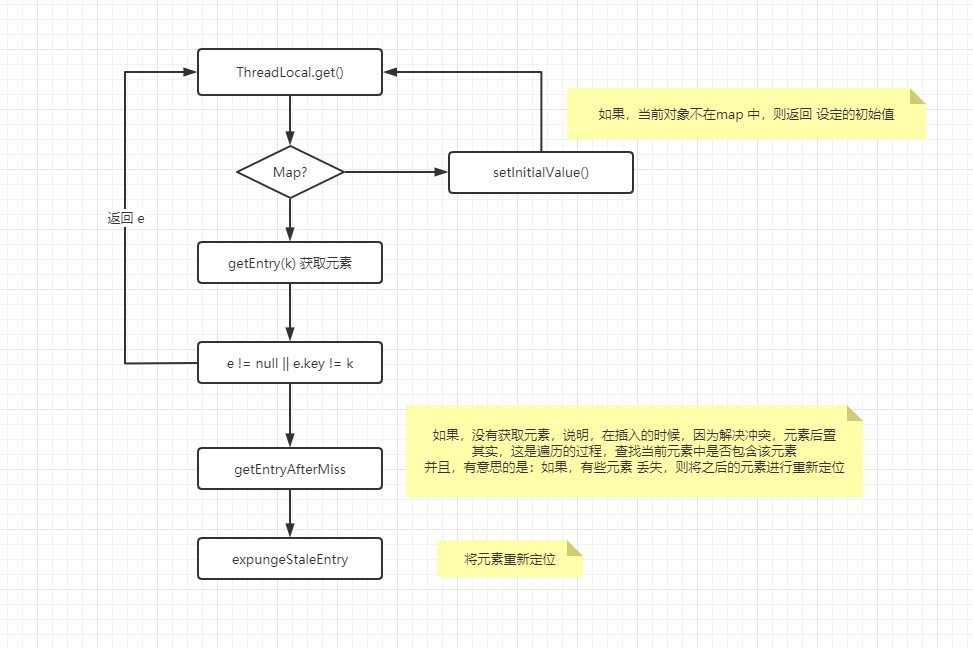 ThreadLocal.get()
如果，当前对象不在map 中，则返回 设定的初始值
Map?
setInitialValue()
返回 e
getEntry(k) 获取元素
e != null || e.key != k
如果，没有获取元素，说明，在插入的时候，因为解决冲突，元素后置
其实，这是遍历的过程，查找当前元素中是否包含该元素
并且，有意思的是：如果，有些元素 丢失，则将之后的元素进行重新定位
getEntryAfterMiss
expungeStaleEntry
将元素重新定位